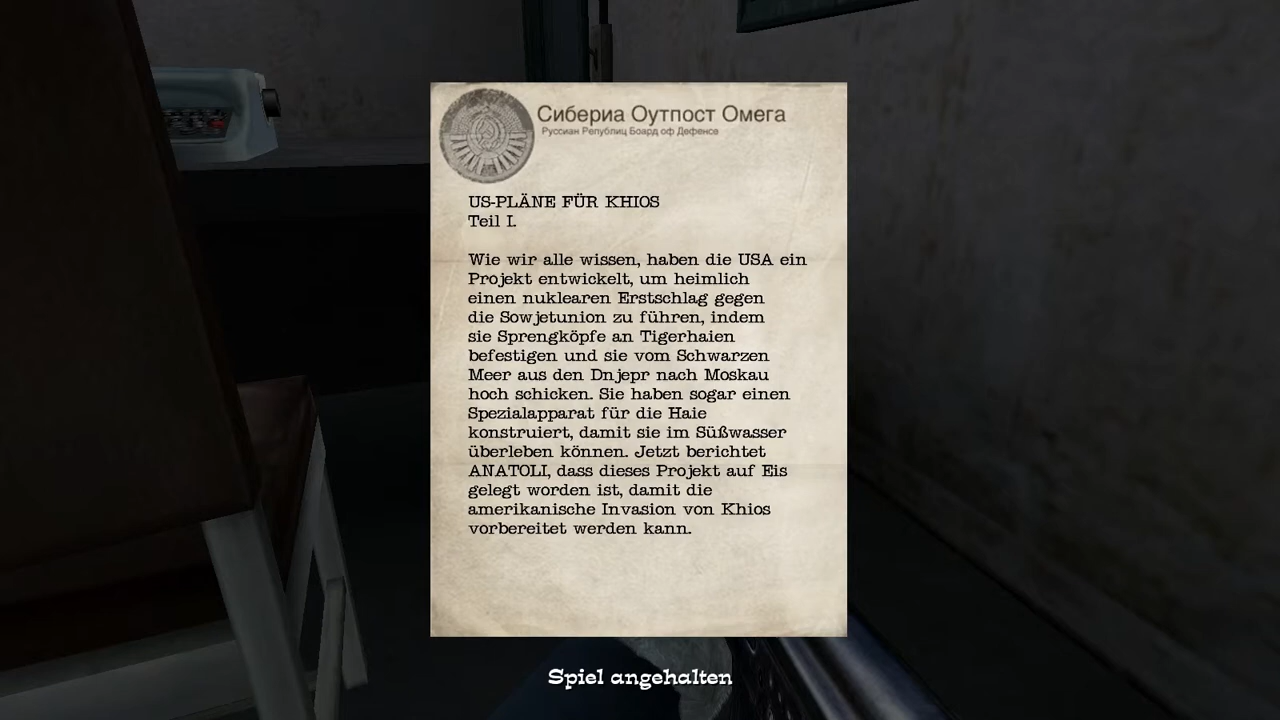 Сибериа Оутпост Омега
Руссиан Републиц Боард оф Дефенсе
US-PLÄNE FÜR KHIOS
Teil I.
Wie wir alle wissen, haben die USA ein
Projekt entwickelt, um heimlich
einen nuklearen Erstschlag gegen
die Sowjetunion zu führen, indem
sie Sprengköpfe an Tigerhaien
befestigen und sie vom Schwarzen
Meer aus den Dnjepr nach Moskau
hoch schicken. Sie haben sogar einen
Spezialapparat für die Haie
konstruiert, damit sie im Süßwasser
überleben können. Jetzt berichtet
ANATOLI, dass dieses Projekt auf Eis
gelegt worden ist, damit die
amerikanische Invasion von Khios
vorbereitet werden kann.
Spiel angehalten